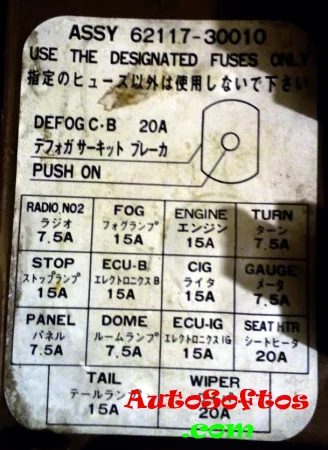 ASSY 62117-30010
USE THE DESIGNATED FUSES ONLY
指定のヒューズ以外は使用しないで下さい
DEFOG C·B 20A
デフォガ サーキット ブレーカ
PUSH ON
RADIO, NO2
ラジオ
7.5A
FOG
フォグランプ
15A
ENGINE
エンジン
15A
TURN
ターン
7.5A
STOP
ストップランプ
15A
ECU-B
エレクトロニクスB
15A
CIG
ライタ
15A
GAUGE
メータ
7.5A
PANEL
パネル
7.5A
DOME
ルームランプ
7.5A
ECU-IG
エレクトロニクスIG
15A
SEAT HTR
シートヒータ
20A
TAIL
テールランプ
15A
WIPER
20A
AutoSoftos
.com